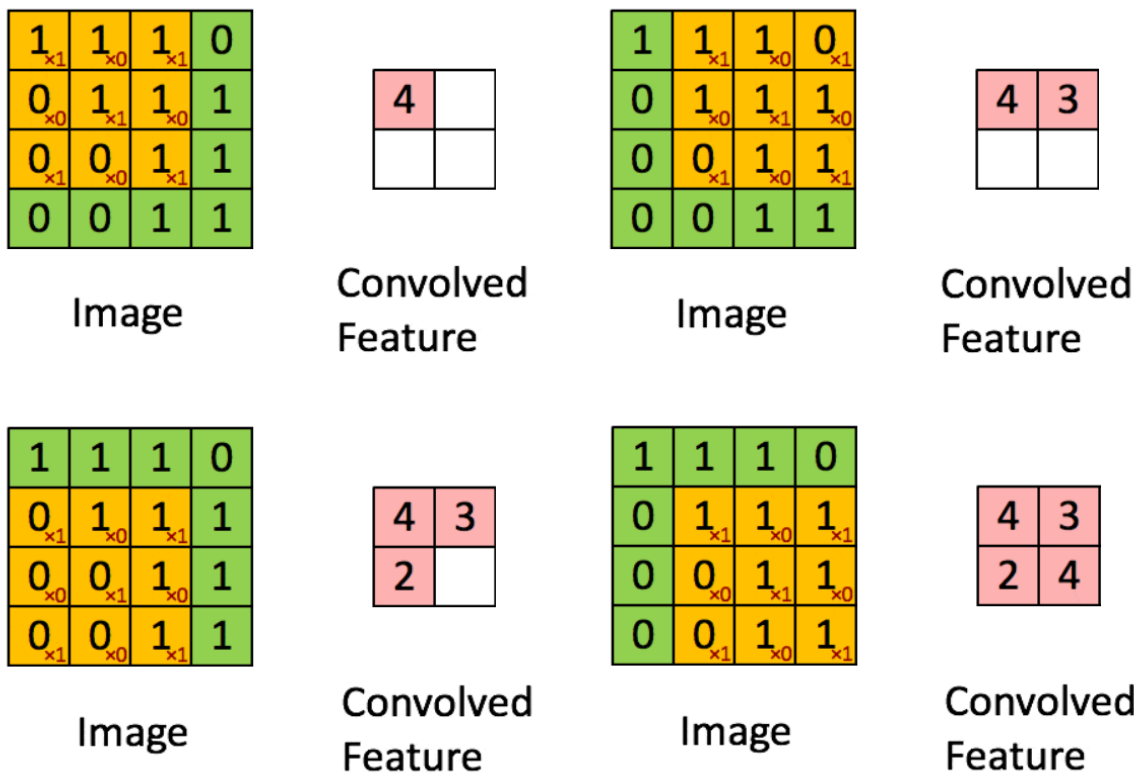 1×1 1×0 1×1 0
0×0 1×1 1×0 1
0×1 0×0 1×1 1
0 0 1 1
4
Image
Convolved
Feature
1 1×1 1×0 0×1
0 1×0 1×1 1×0
0 0×1 1×0 1×1
0 0 1 1
4 3
Image
Convolved
Feature
1 1 1 0
0×1 1×0 1×1 1
0×0 0×1 1×0 1
0×1 0×0 1×1 1
4 3
2
Image
Convolved
Feature
1 1 1 0
0 1×1 1×0 1×1
0 0×0 1×1 1×0
0 0×1 1×0 1×1
4 3
2 4
Image
Convolved
Feature